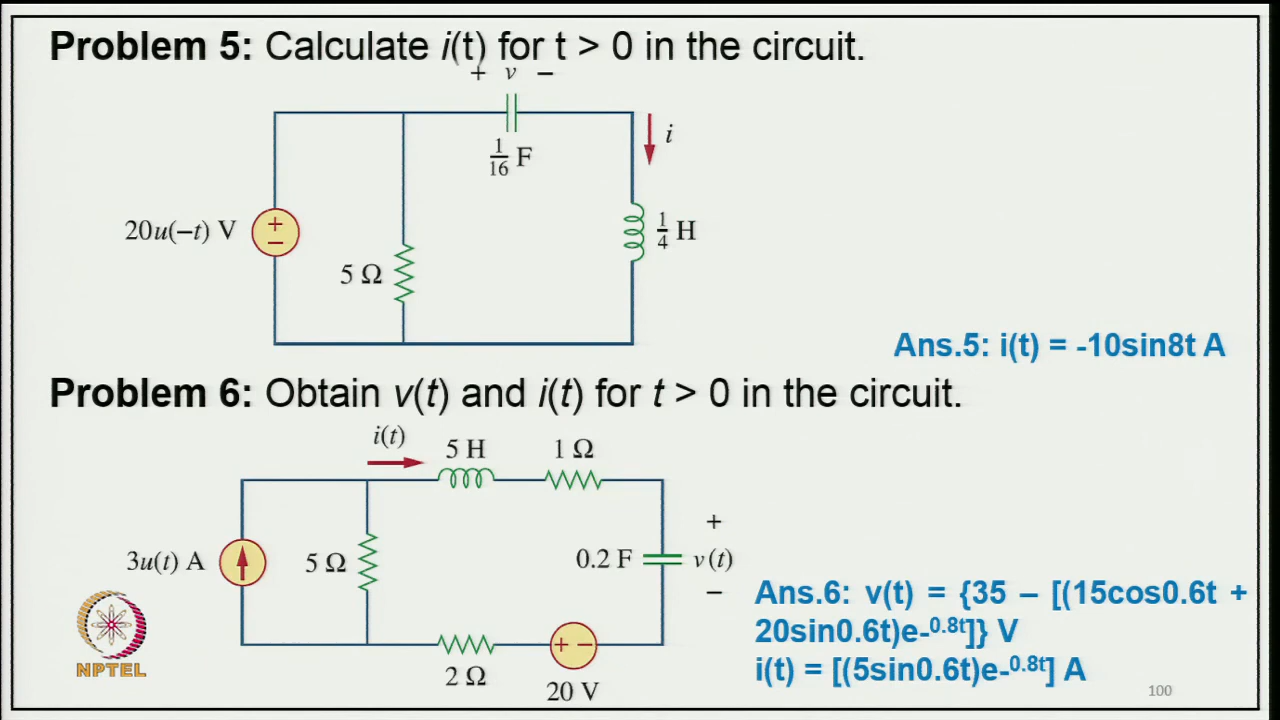 Problem 5: Calculate i(t) for t > 0 in the circuit.
+ v −
1/16 F
i
20u(−t) V
+
−
5 Ω
1/4 H
Ans.5: i(t) = -10sin8t A
Problem 6: Obtain v(t) and i(t) for t > 0 in the circuit.
i(t)
5 H
1 Ω
3u(t) A
5 Ω
0.2 F
+
v(t)
−
2 Ω
+ −
20 V
Ans.6: v(t) = {35 – [(15cos0.6t +
20sin0.6t)e-0.8t]} V
i(t) = [(5sin0.6t)e-0.8t] A
NPTEL
100